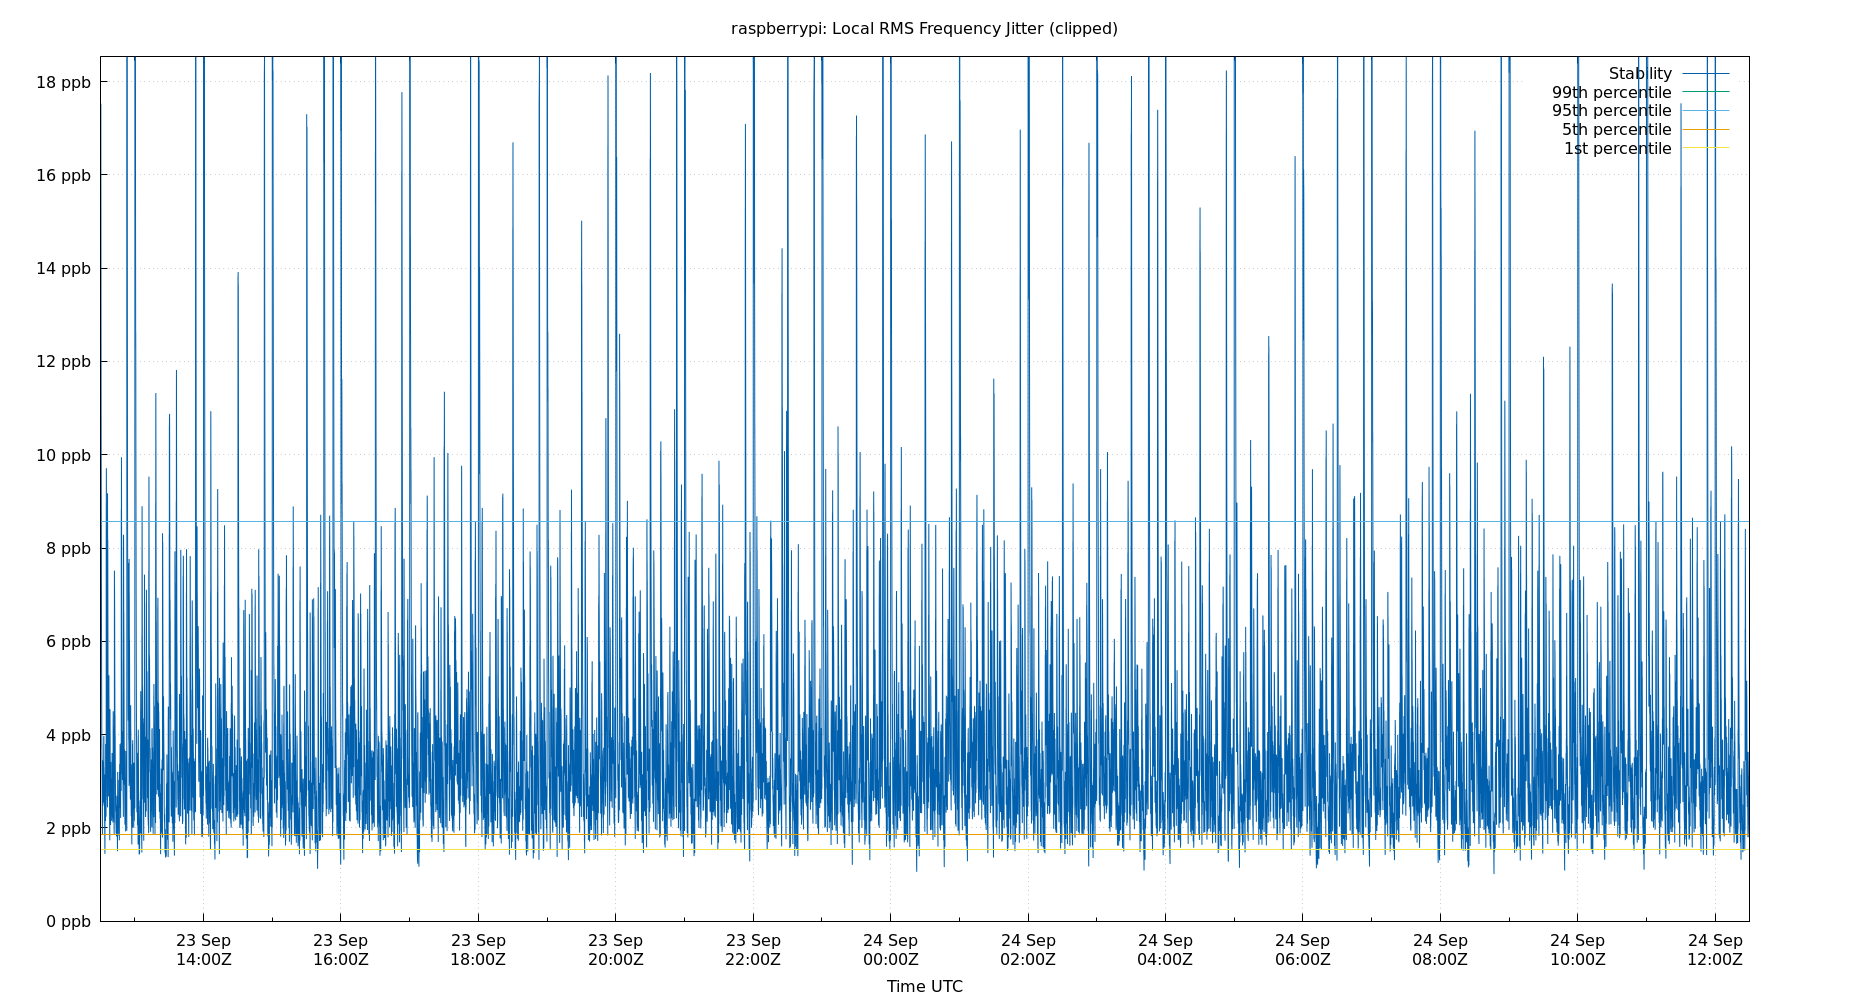 raspberrypi: Local RMS Frequency Jitter (clipped)
18 ppb
16 ppb
14 ppb
12 ppb
10 ppb
8 ppb
6 ppb
4 ppb
2 ppb
0 ppb
Stability
99th percentile
95th percentile
5th percentile
1st percentile
23 Sep 23 Sep 23 Sep 23 Sep 23 Sep 24 Sep 24 Sep 24 Sep 24 Sep 24 Sep 24 Sep 24 Sep
14:00Z 16:00Z 18:00Z 20:00Z 22:00Z 00:00Z 02:00Z 04:00Z 06:00Z 08:00Z 10:00Z 12:00Z
Time UTC